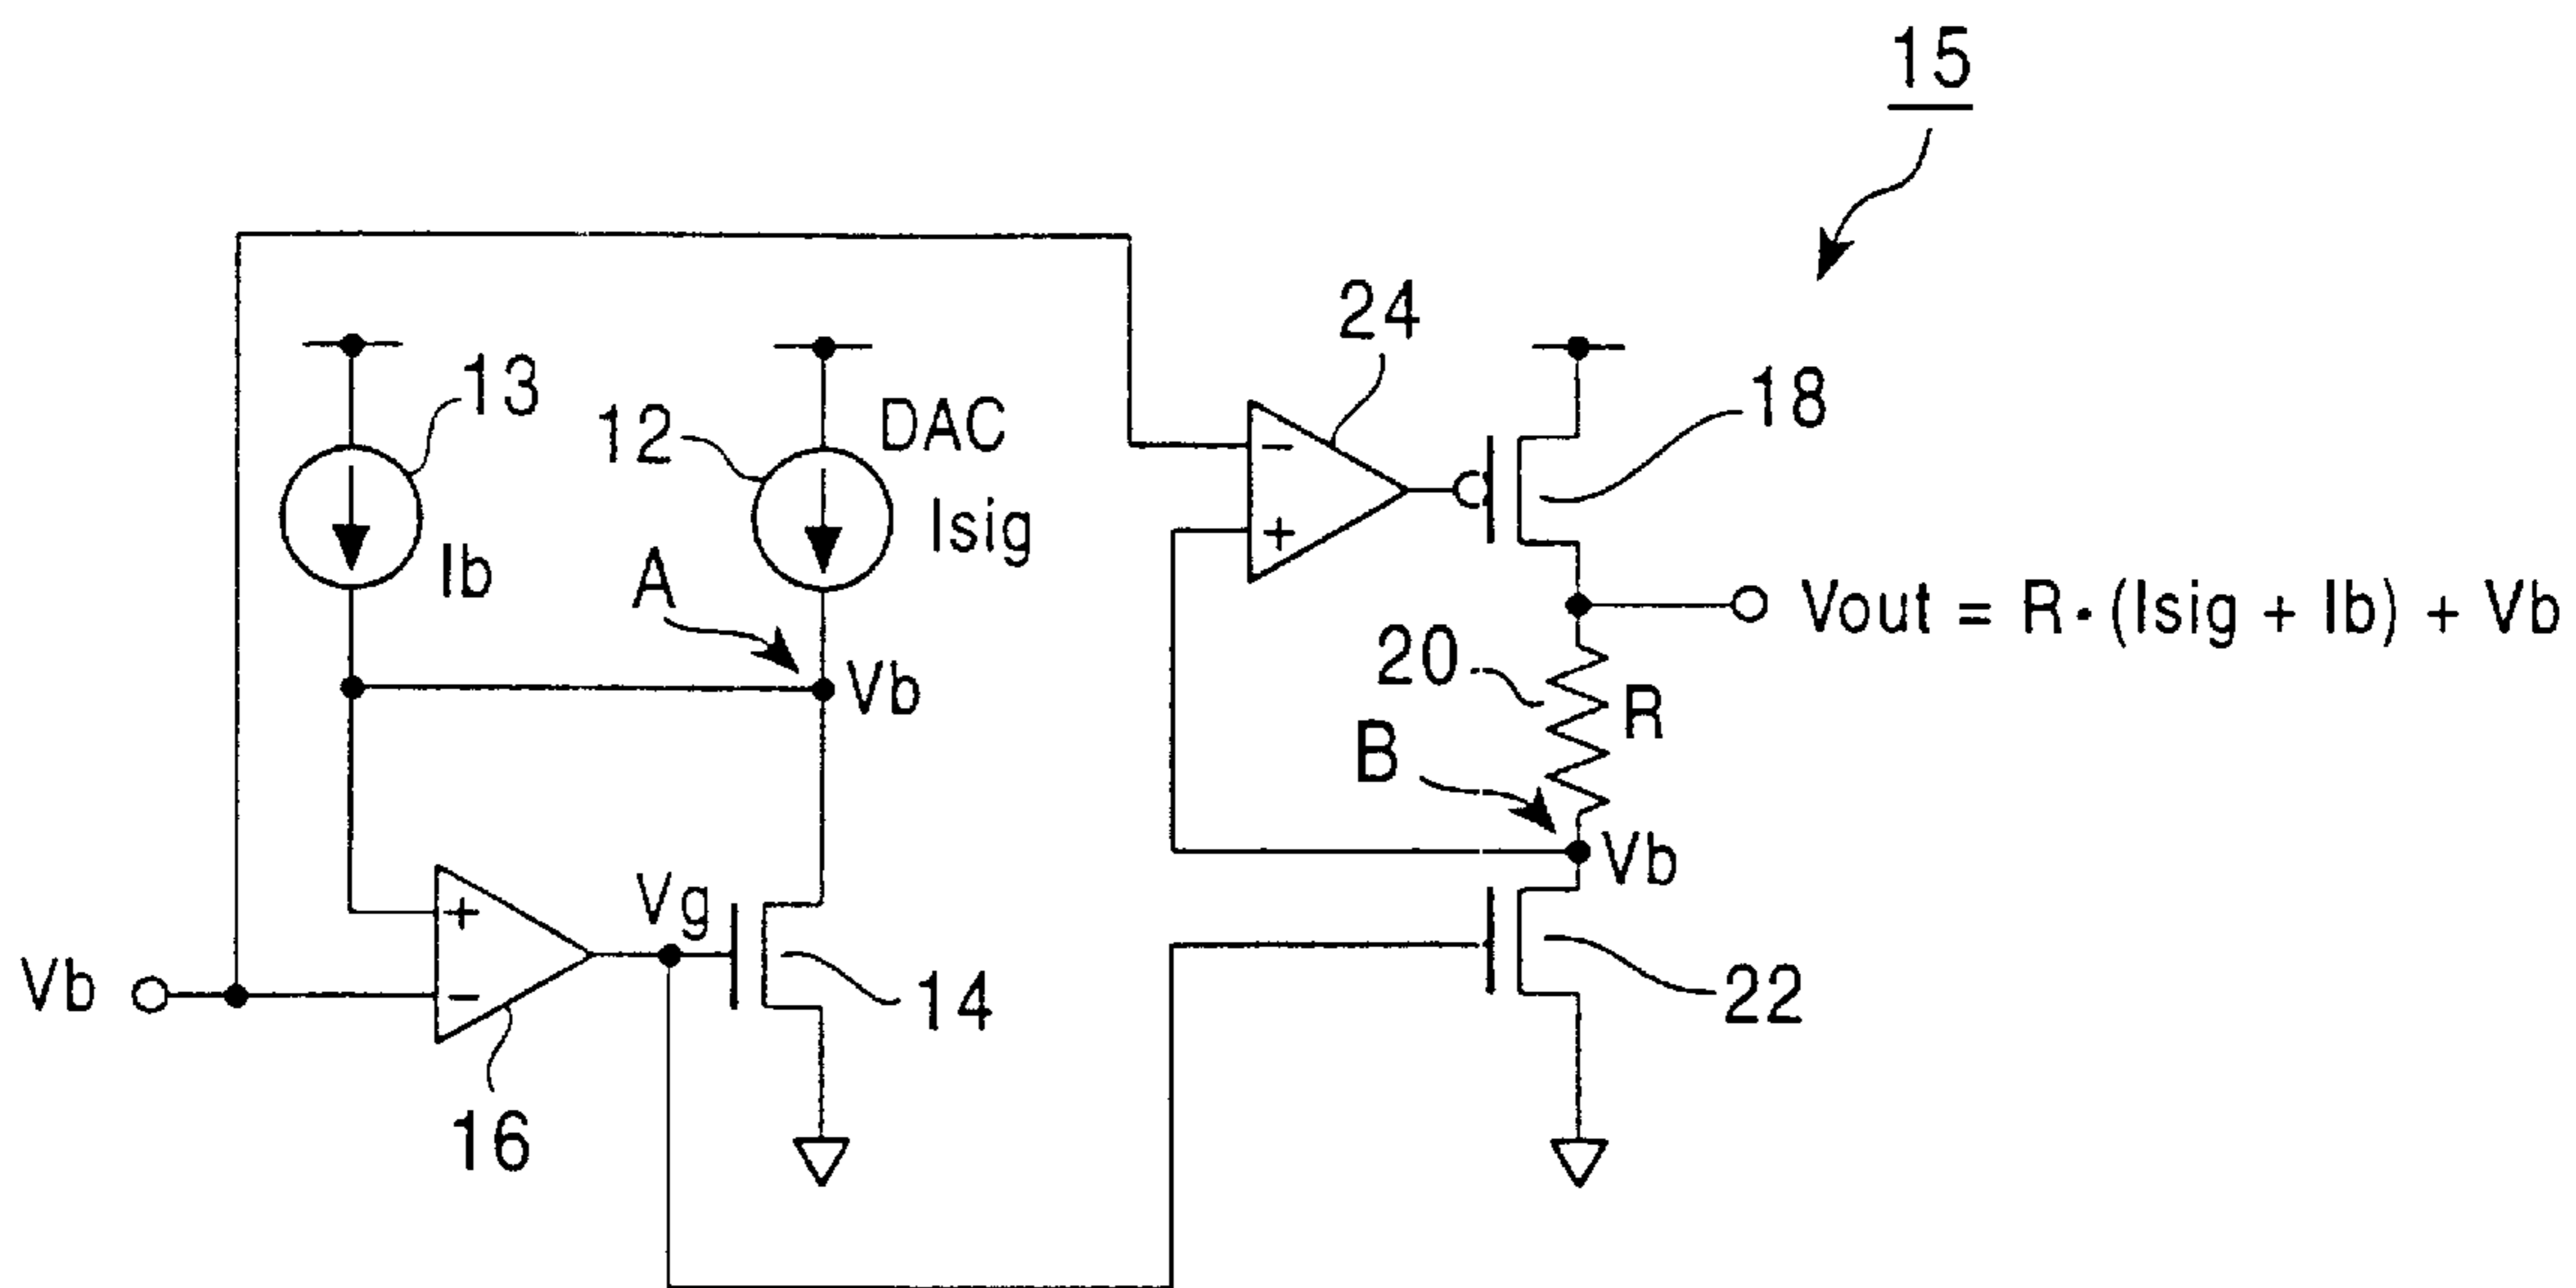 15
24
13
18
12
DAC
Isig
Ib
A
Vb
−
+
Vout = R·(Isig + Ib) + Vb
20
R
B
Vb
Vg
+
−
Vb
14
22
16